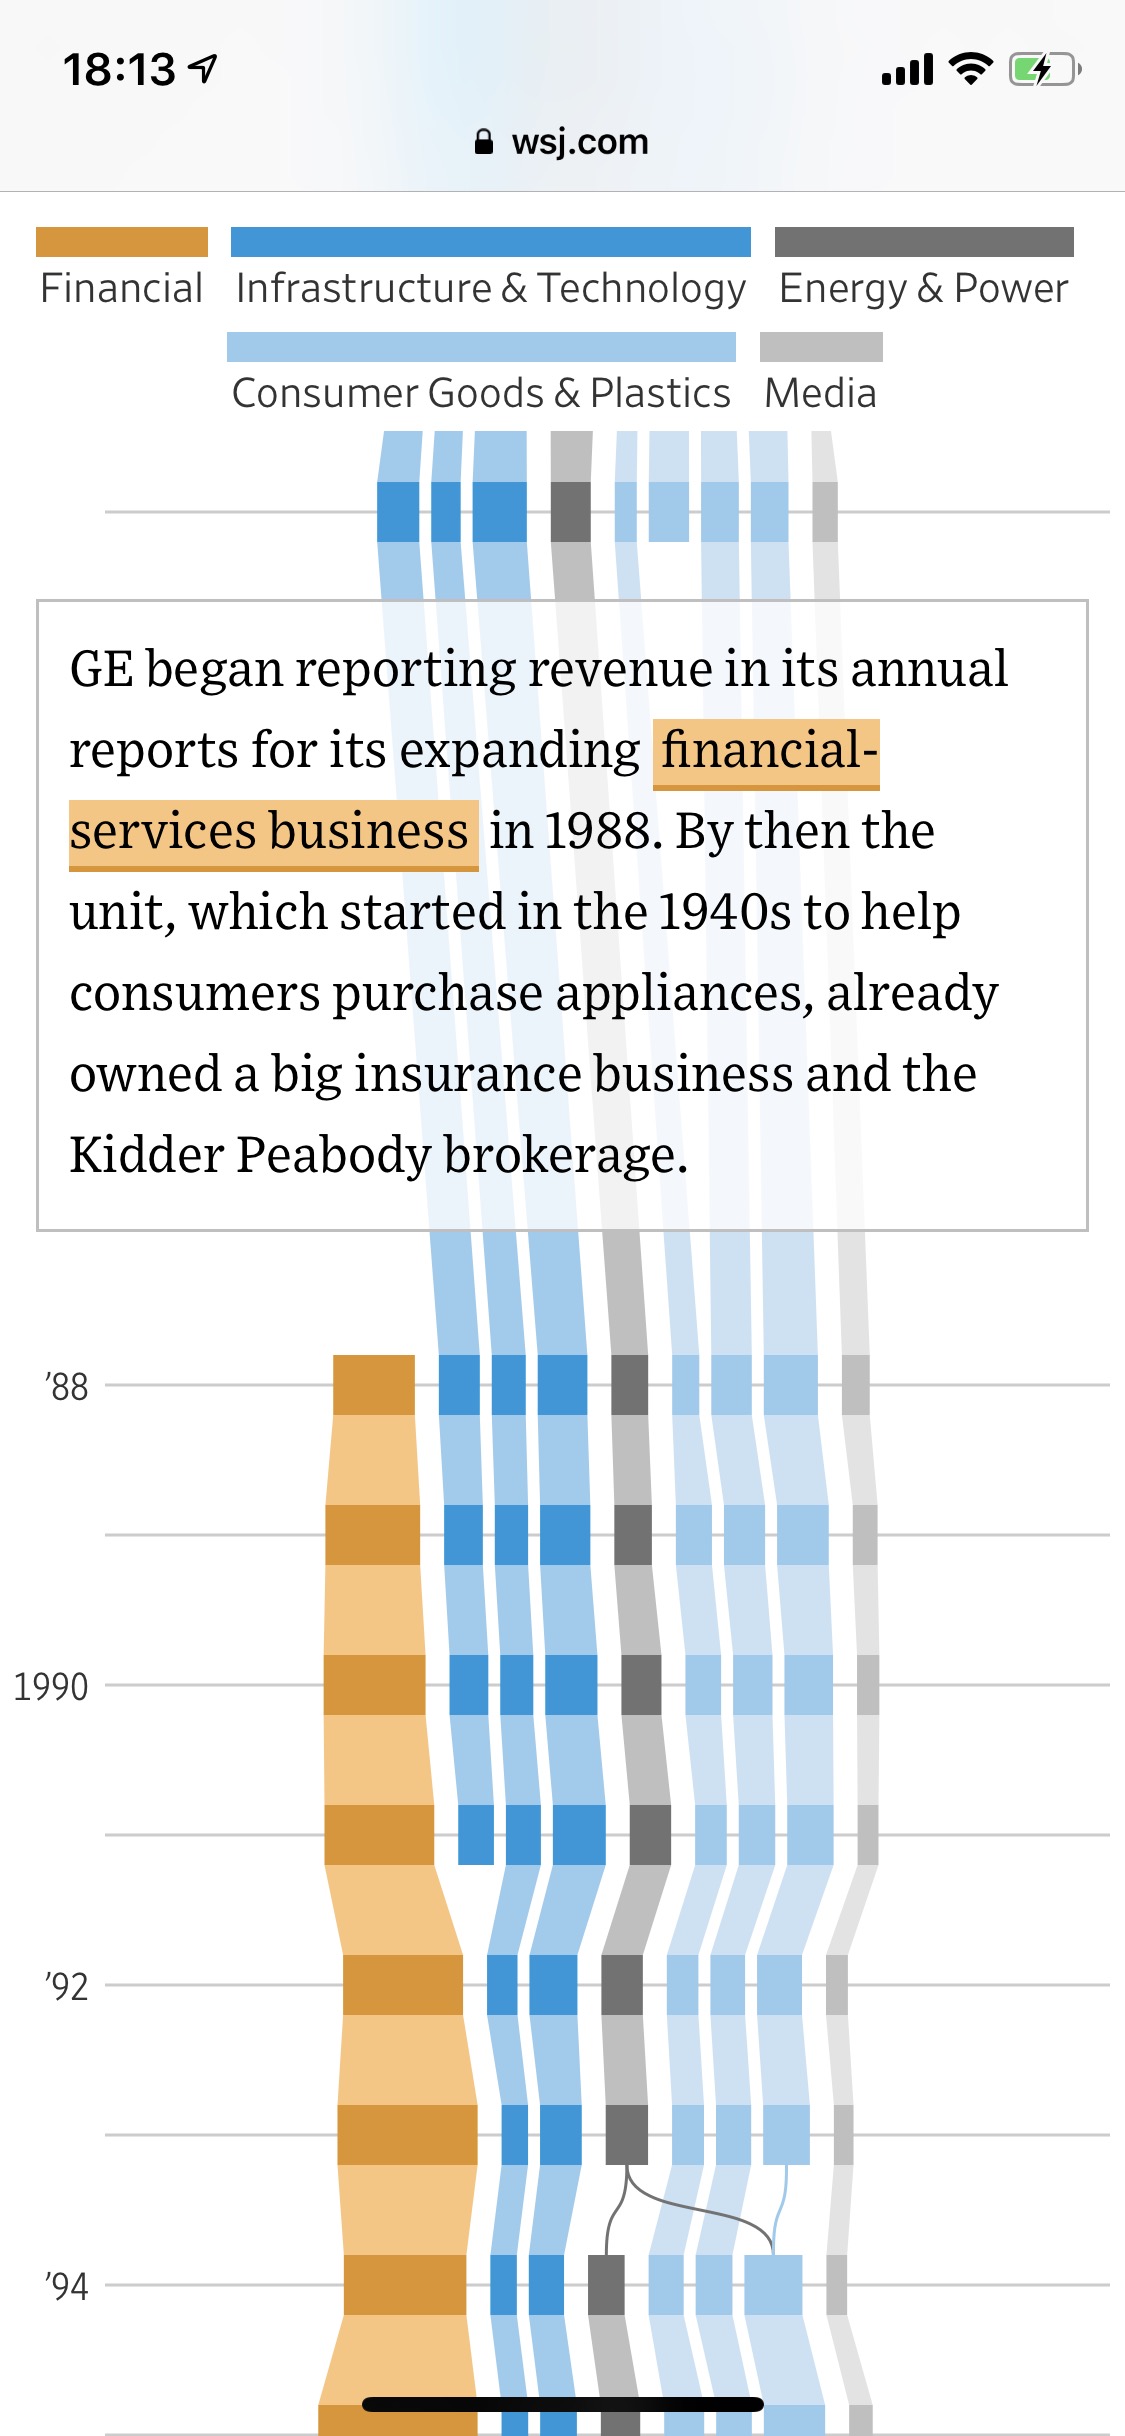 18:13
wsj.com
Financial Infrastructure & Technology Energy & Power
Consumer Goods & Plastics Media
GE began reporting revenue in its annual
reports for its expanding financial-
services business in 1988. By then the
unit, which started in the 1940s to help
consumers purchase appliances, already
owned a big insurance business and the
Kidder Peabody brokerage.
’88
1990
’92
’94